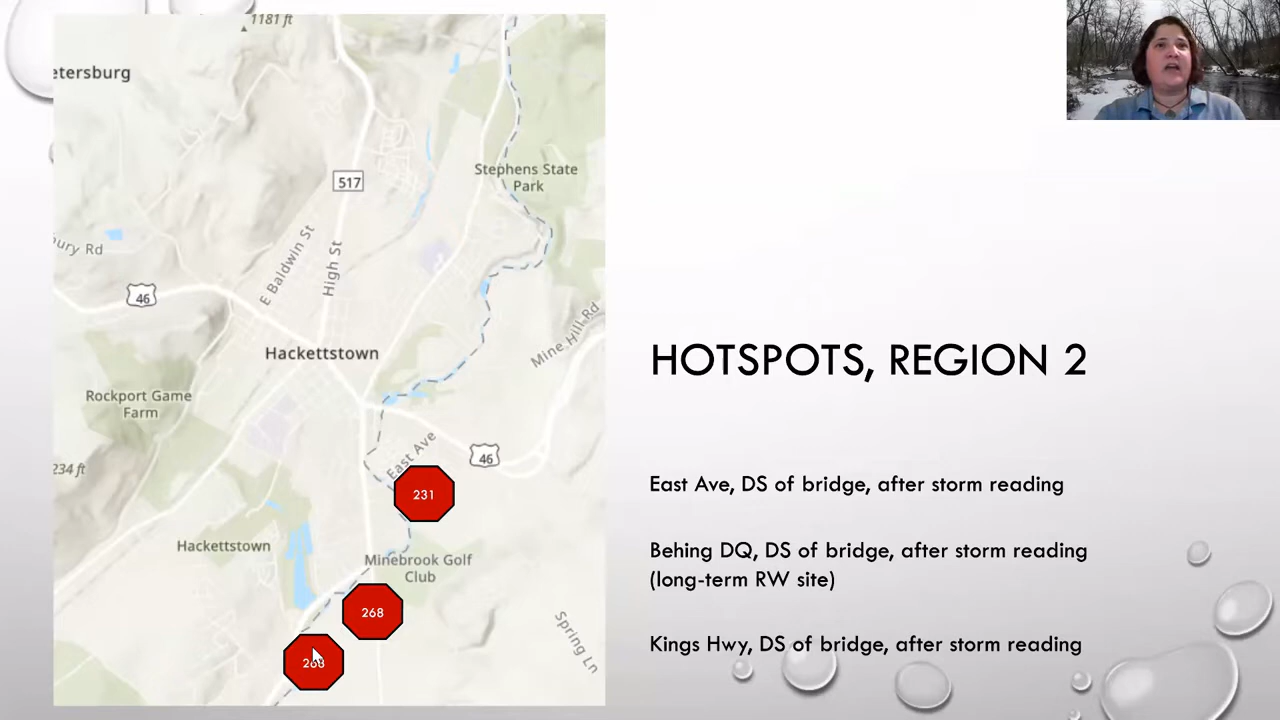 1181 ft
etersburg
517
Stephens State
Park
E Baldwin St
High St
ury Rd
46
Hackettstown
Mine Hill Rd
Rockport Game
Farm
234 ft
East Ave
46
231
Hackettstown
Minebrook Golf
Club
268
Spring Ln
HOTSPOTS, REGION 2
East Ave, DS of bridge, after storm reading
Behing DQ, DS of bridge, after storm reading
(long-term RW site)
Kings Hwy, DS of bridge, after storm reading